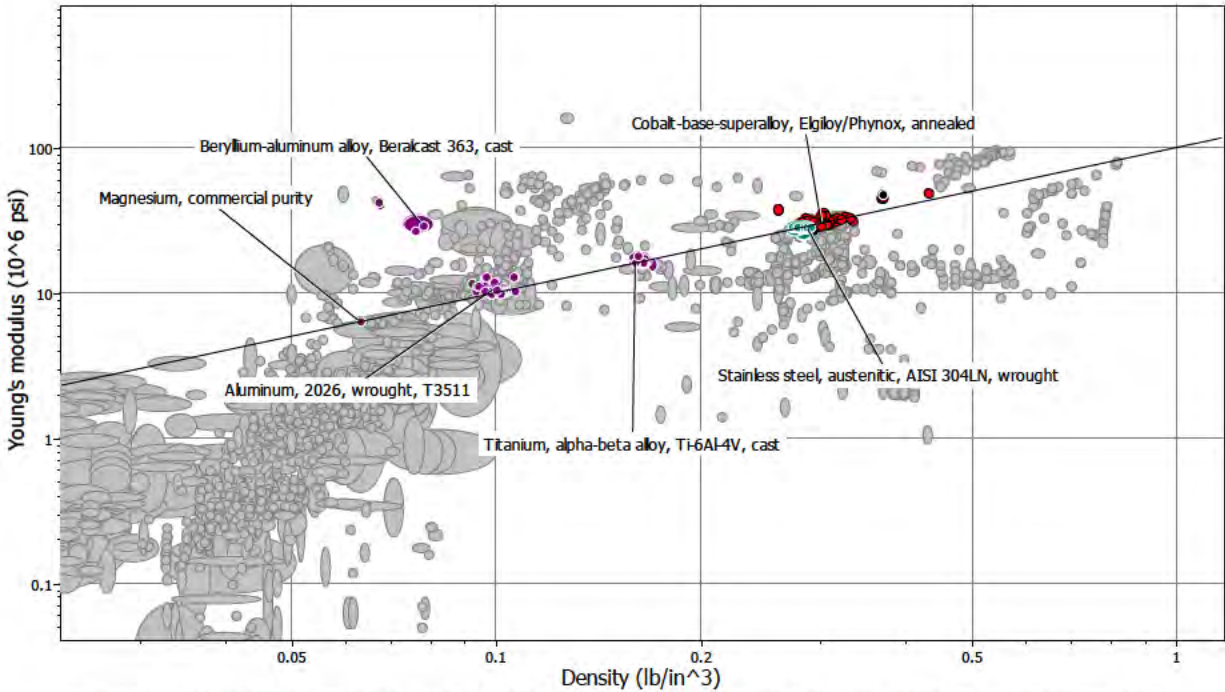 Young's modulus (10^6 psi)
100
10
1
0.1
Cobalt-base-superalloy, Elgiloy/Phynox, annealed
Beryllium-aluminum alloy, Beralcast 363, cast
Magnesium, commercial purity
Aluminum, 2026, wrought, T3511
Stainless steel, austenitic, AISI 304LN, wrought
Titanium, alpha-beta alloy, Ti-6Al-4V, cast
0.05
0.1
0.2
0.5
1
Density (lb/in^3)